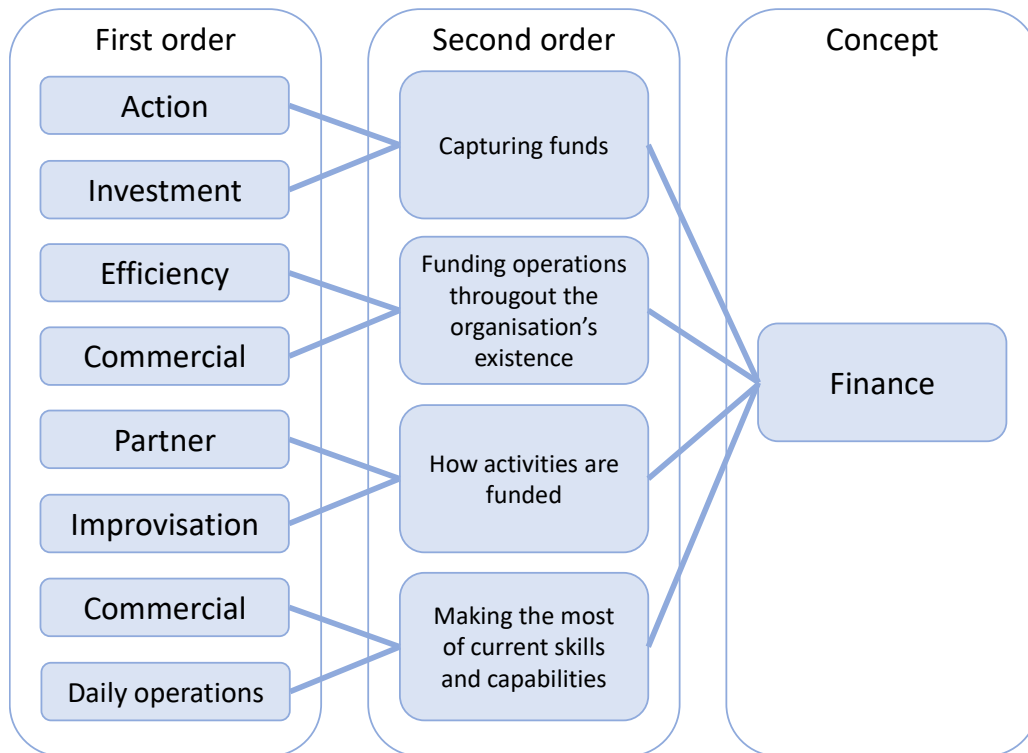 First order
Action
Investment
Efficiency
Commercial
Partner
Improvisation
Commercial
Daily operations
Second order
Capturing funds
Funding operations
througout the
organisation’s
existence
How activities are
funded
Making the most
of current skills
and capabilities
Concept
Finance